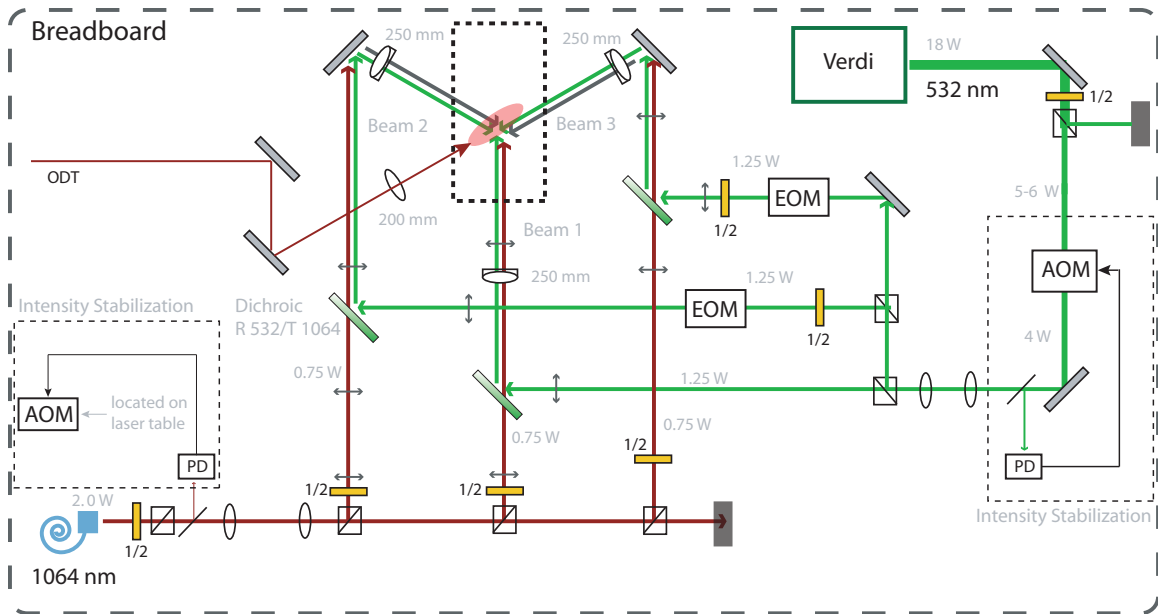 Breadboard
250 mm
250 mm
Verdi
18 W
532 nm
1/2
Beam 2
Beam 3
ODT
200 mm
1.25 W
EOM
1/2
5-6 W
Beam 1
250 mm
AOM
Intensity Stabilization
Dichroic
R 532/T 1064
1.25 W
EOM
1/2
4 W
0.75 W
1.25 W
AOM
located on
laser table
0.75 W
1/2
0.75 W
PD
PD
2.0 W
1/2
1/2
Intensity Stabilization
1/2
1064 nm